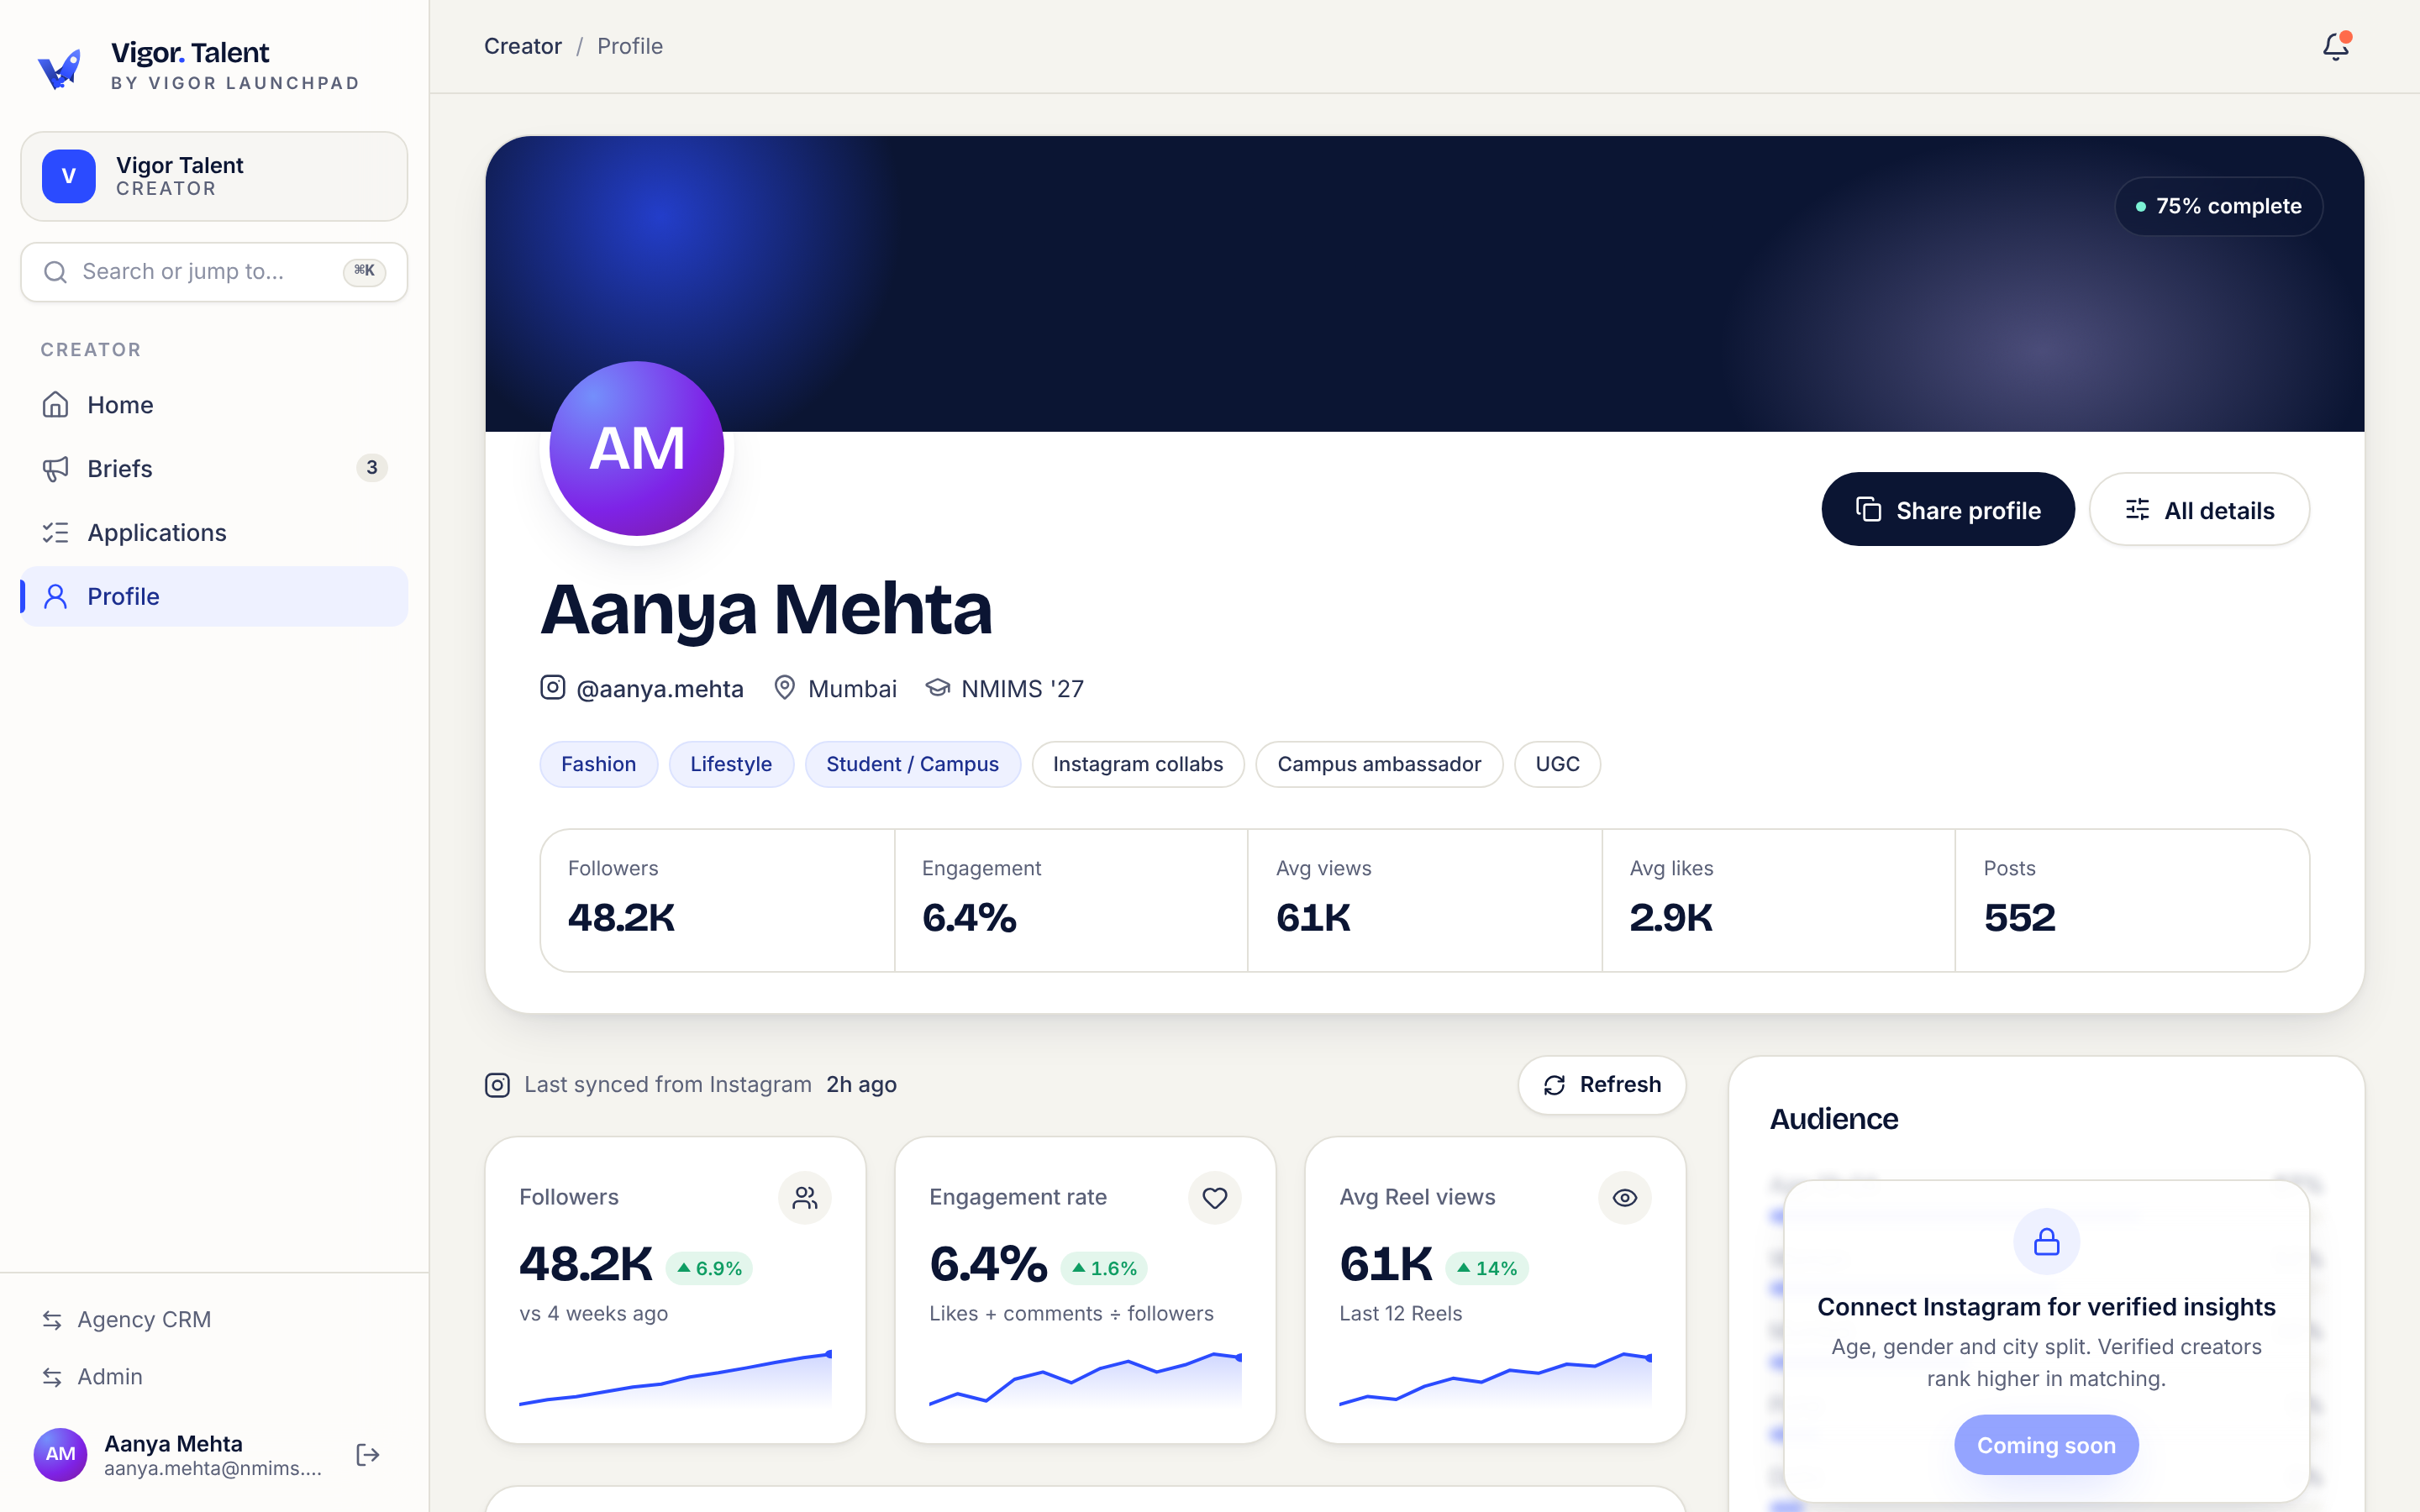 Vigor. Talent
BY VIGOR LAUNCHPAD
V
Vigor Talent
CREATOR
Search or jump to...
⌘K
CREATOR
Home
Briefs
3
Applications
Profile
Agency CRM
Admin
AM
Aanya Mehta
aanya.mehta@nmims....
Creator / Profile
75% complete
AM
Share profile
All details
Aanya Mehta
@aanya.mehta
Mumbai
NMIMS '27
Fashion
Lifestyle
Student / Campus
Instagram collabs
Campus ambassador
UGC
Followers
48.2K
Engagement
6.4%
Avg views
61K
Avg likes
2.9K
Posts
552
Last synced from Instagram 2h ago
Refresh
Followers
48.2K
6.9%
vs 4 weeks ago
Engagement rate
6.4%
1.6%
Likes + comments ÷ followers
Avg Reel views
61K
14%
Last 12 Reels
Audience
Connect Instagram for verified insights
Age, gender and city split. Verified creators
rank higher in matching.
Coming soon